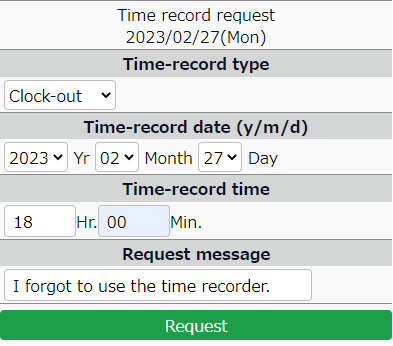 Time record request
2023/02/27(Mon)
Time-record type
Clock-out
Time-record date (y/m/d)
2023 Yr 02 Month 27 Day
Time-record time
18 Hr. 00 Min.
Request message
I forgot to use the time recorder.
Request